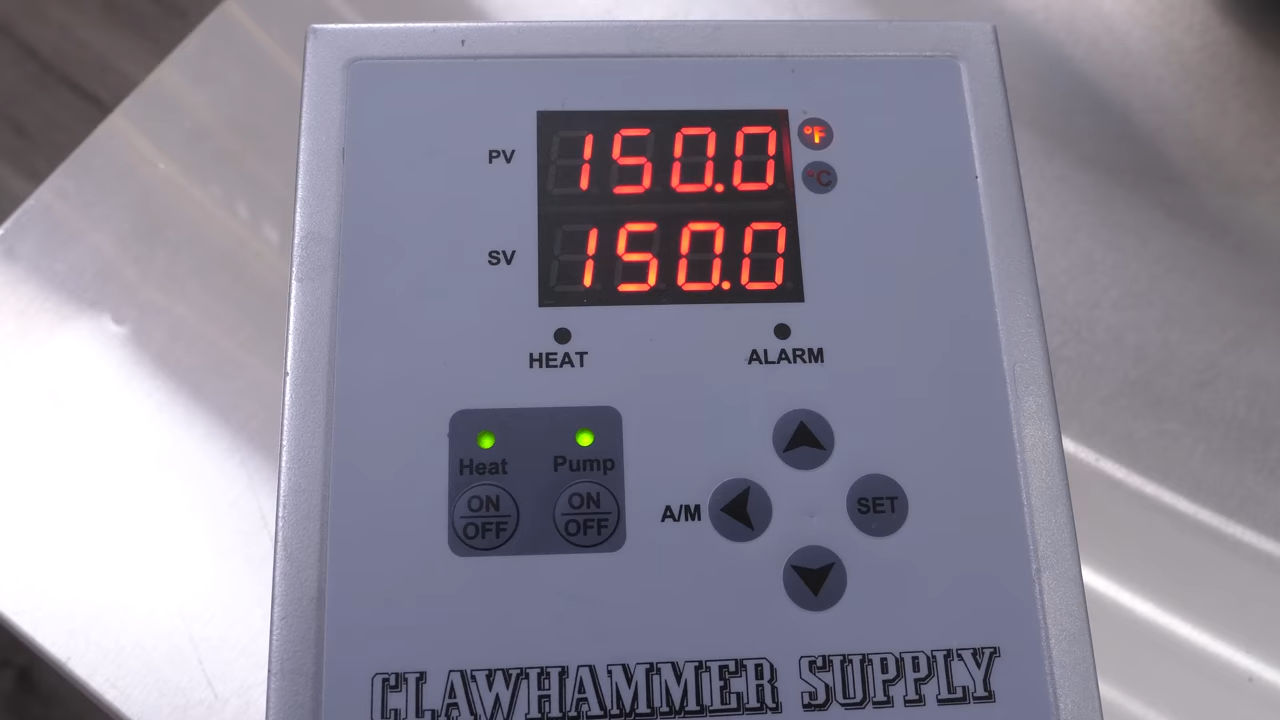 PV 150.0 °F
°C
SV 150.0
HEAT ALARM
Heat Pump
ON OFF ON OFF
A/M SET
CLAWHAMMER SUPPLY